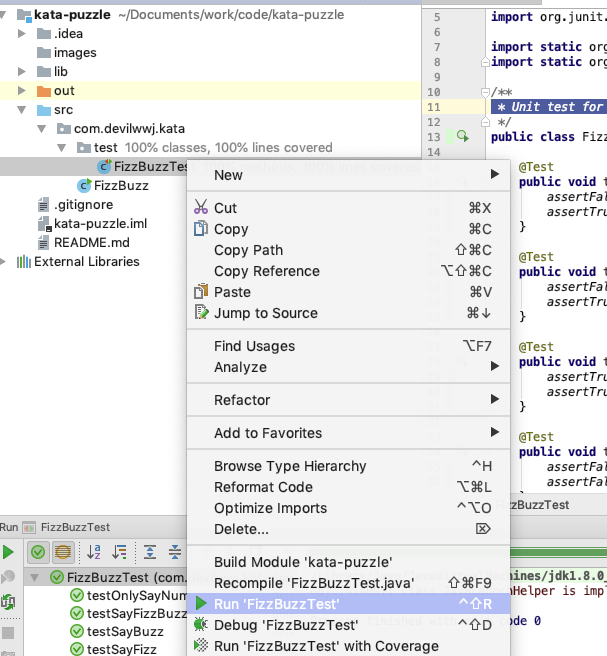 kata-puzzle ~/Documents/work/code/kata-puzzle
.idea
images
lib
out
src
com.devilwwj.kata
test 100% classes, 100% lines covered
FizzBuzzTest
FizzBuzz
.gitignore
kata-puzzle.iml
README.md
External Libraries
5 import org.junit.
6
7 import static org
8 import static org
9
10 /**
11 * Unit test for
12 */
13 public class Fizz
14
@Test
public void t
assertFal
assertTru
}
@Test
public void t
assertFal
assertTru
}
@Test
public void t
assertTru
assertTru
}
@Test
public void t
assertFal
assertFal
BuzzTest
New
Cut ⌘X
Copy ⌘C
Copy Path ⇧⌘C
Copy Reference ⌥⇧⌘C
Paste ⌘V
Jump to Source ⌘↓
Find Usages ⌥F7
Analyze
Refactor
Add to Favorites
Browse Type Hierarchy ^H
Reformat Code ⌥⌘L
Optimize Imports ^⌥O
Delete... ⌦
Build Module 'kata-puzzle'
Recompile 'FizzBuzzTest.java' ⇧⌘F9
Run 'FizzBuzzTest' ^⇧R
Debug 'FizzBuzzTest' ^⇧D
Run 'FizzBuzzTest' with Coverage
Run FizzBuzzTest
FizzBuzzTest (com.
testOnlySayNum
testSayFizzBuzz
testSayBuzz
testSayFizz
hines/jdk1.8.0_
nHelper is impl
code 0